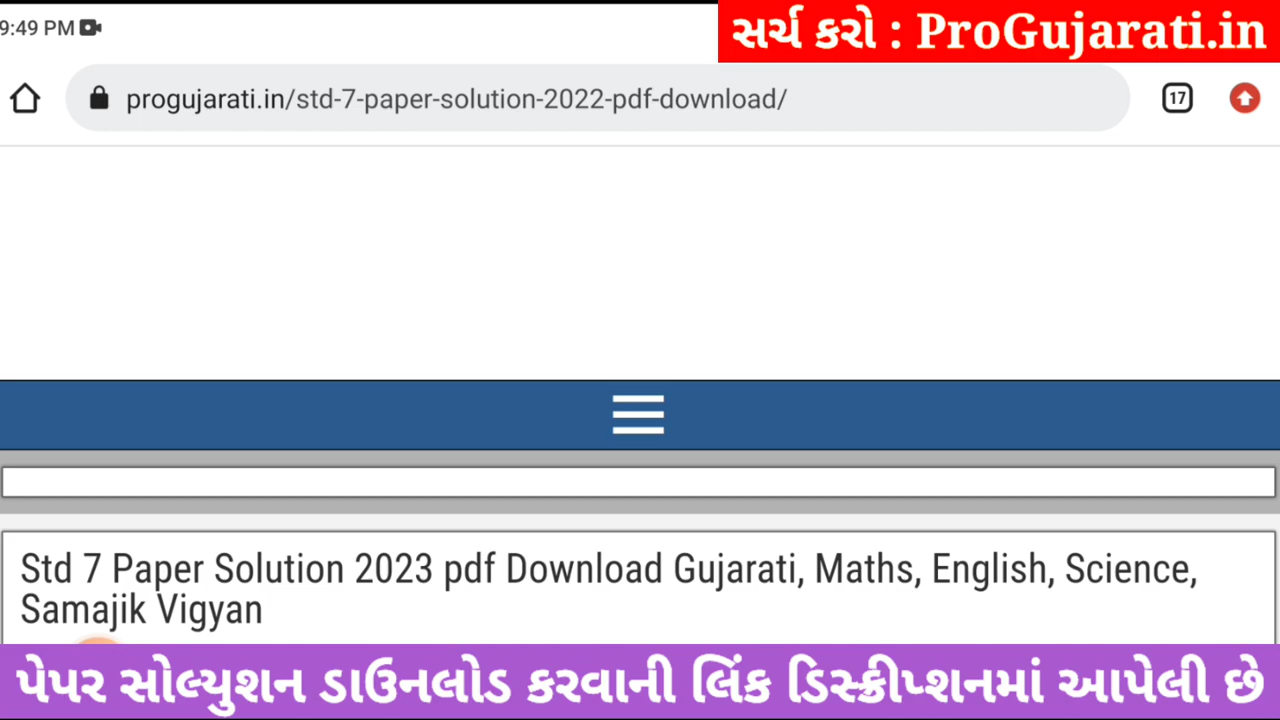 9:49 PM
સર્ચ કરો : ProGujarati.in
progujarati.in/std-7-paper-solution-2022-pdf-download/
17
Std 7 Paper Solution 2023 pdf Download Gujarati, Maths, English, Science,
Samajik Vigyan
પેપર સોલ્યુશન ડાઉનલોડ કરવાની લિંક ડિસ્ક્રીપ્શનમાં આપેલી છે